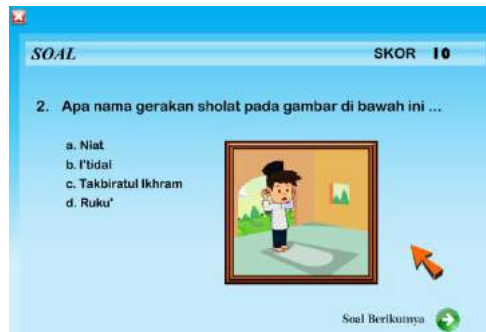 SOAL
SKOR 10
2. Apa nama gerakan sholat pada gambar di bawah ini ...
a. Niat
b. I'tidal
c. Takbiratul Ikhram
d. Ruku'
Soal Berikutnya